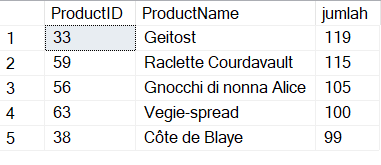 ProductID ProductName jumlah
1 33 Geitost 119
2 59 Raclette Courdavault 115
3 56 Gnocchi di nonna Alice 105
4 63 Vegie-spread 100
5 38 Côte de Blaye 99